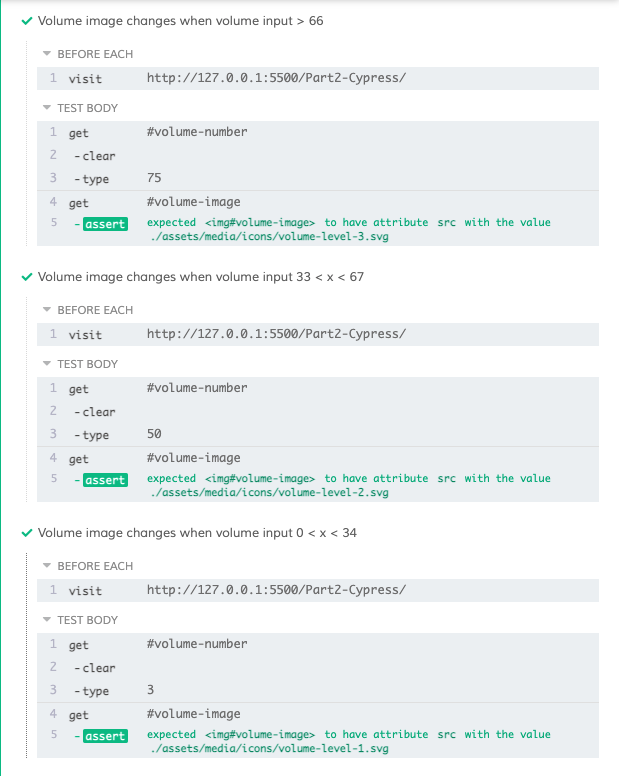 Volume image changes when volume input > 66
BEFORE EACH
1 visit http://127.0.0.1:5500/Part2-Cypress/
TEST BODY
1 get #volume-number
2 -clear
3 -type 75
4 get #volume-image
5 -assert expected <img#volume-image> to have attribute src with the value
./assets/media/icons/volume-level-3.svg
Volume image changes when volume input 33 < x < 67
BEFORE EACH
1 visit http://127.0.0.1:5500/Part2-Cypress/
TEST BODY
1 get #volume-number
2 -clear
3 -type 50
4 get #volume-image
5 -assert expected <img#volume-image> to have attribute src with the value
./assets/media/icons/volume-level-2.svg
Volume image changes when volume input 0 < x < 34
BEFORE EACH
1 visit http://127.0.0.1:5500/Part2-Cypress/
TEST BODY
1 get #volume-number
2 -clear
3 -type 3
4 get #volume-image
5 -assert expected <img#volume-image> to have attribute src with the value
./assets/media/icons/volume-level-1.svg